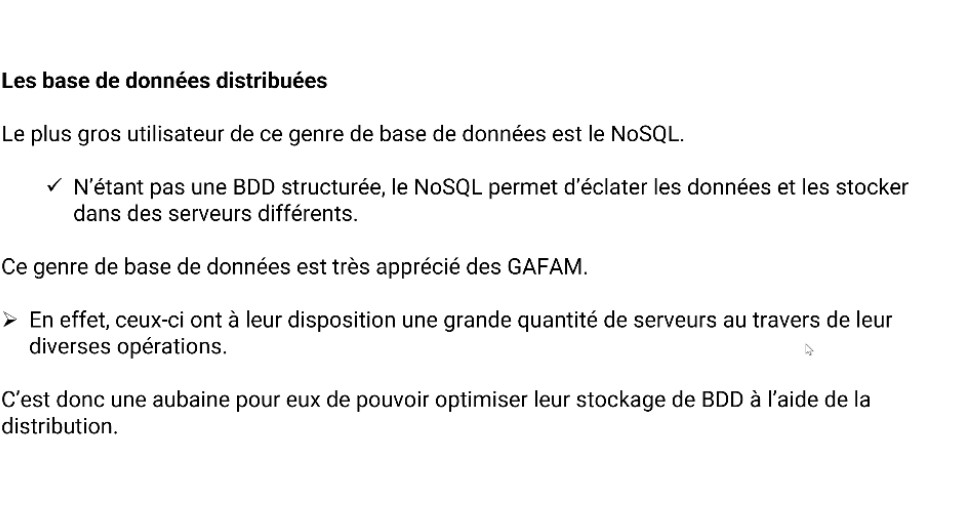 Les base de données distribuées
Le plus gros utilisateur de ce genre de base de données est le NoSQL.
✓ N'étant pas une BDD structurée, le NoSQL permet d'éclater les données et les stocker
dans des serveurs différents.
Ce genre de base de données est très apprécié des GAFAM.
➢ En effet, ceux-ci ont à leur disposition une grande quantité de serveurs au travers de leur
diverses opérations.
C'est donc une aubaine pour eux de pouvoir optimiser leur stockage de BDD à l'aide de la
distribution.